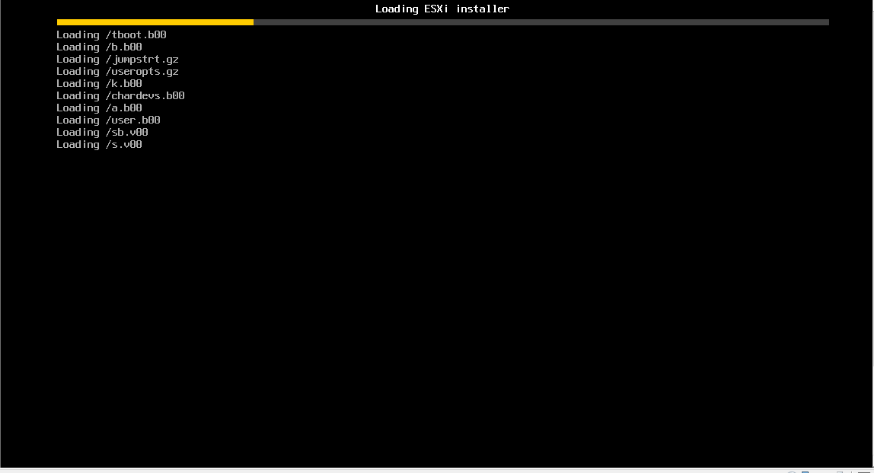 Loading ESXi installer
Loading /tboot.b00
Loading /b.b00
Loading /jumpstrt.gz
Loading /useropts.gz
Loading /k.b00
Loading /chardevs.b00
Loading /a.b00
Loading /user.b00
Loading /sb.v00
Loading /s.v00